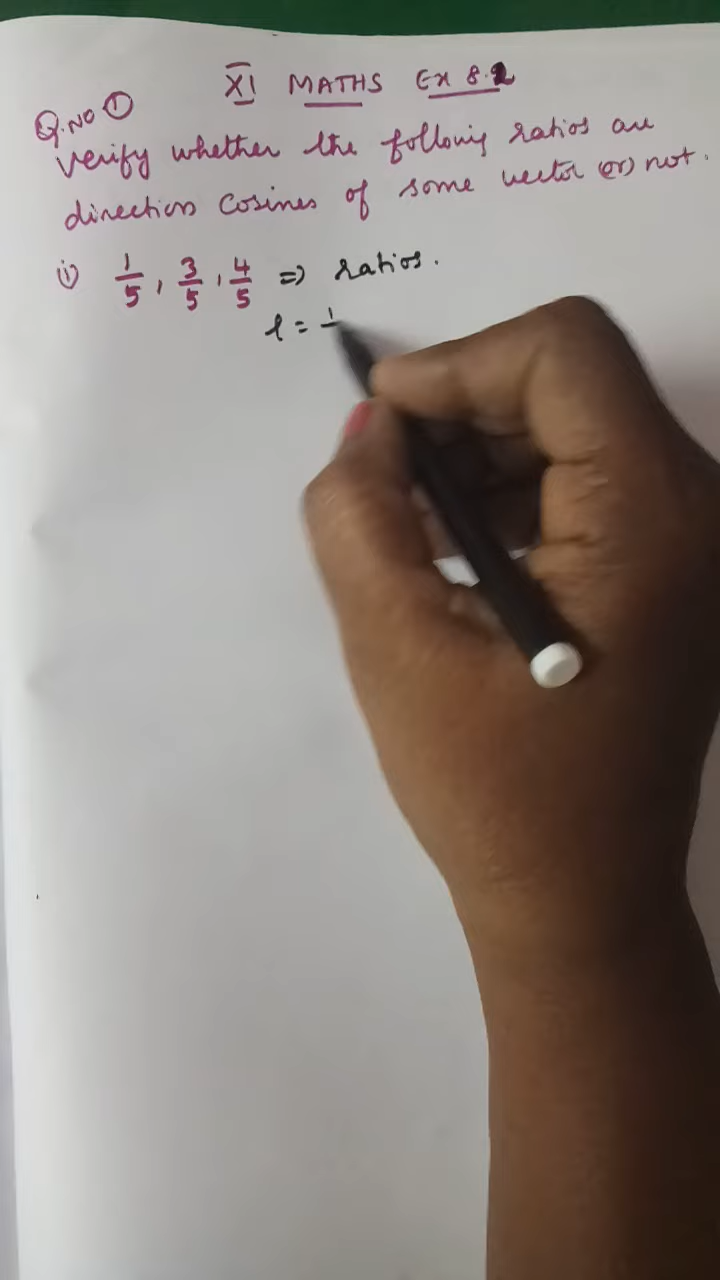 XI MATHS Ex 8.2
Q.NO ①
Verify whether the following ratios are
direction cosines of some vector (or) not.
(i) 1/5, 3/5, 4/5 => ratios.
l = 1